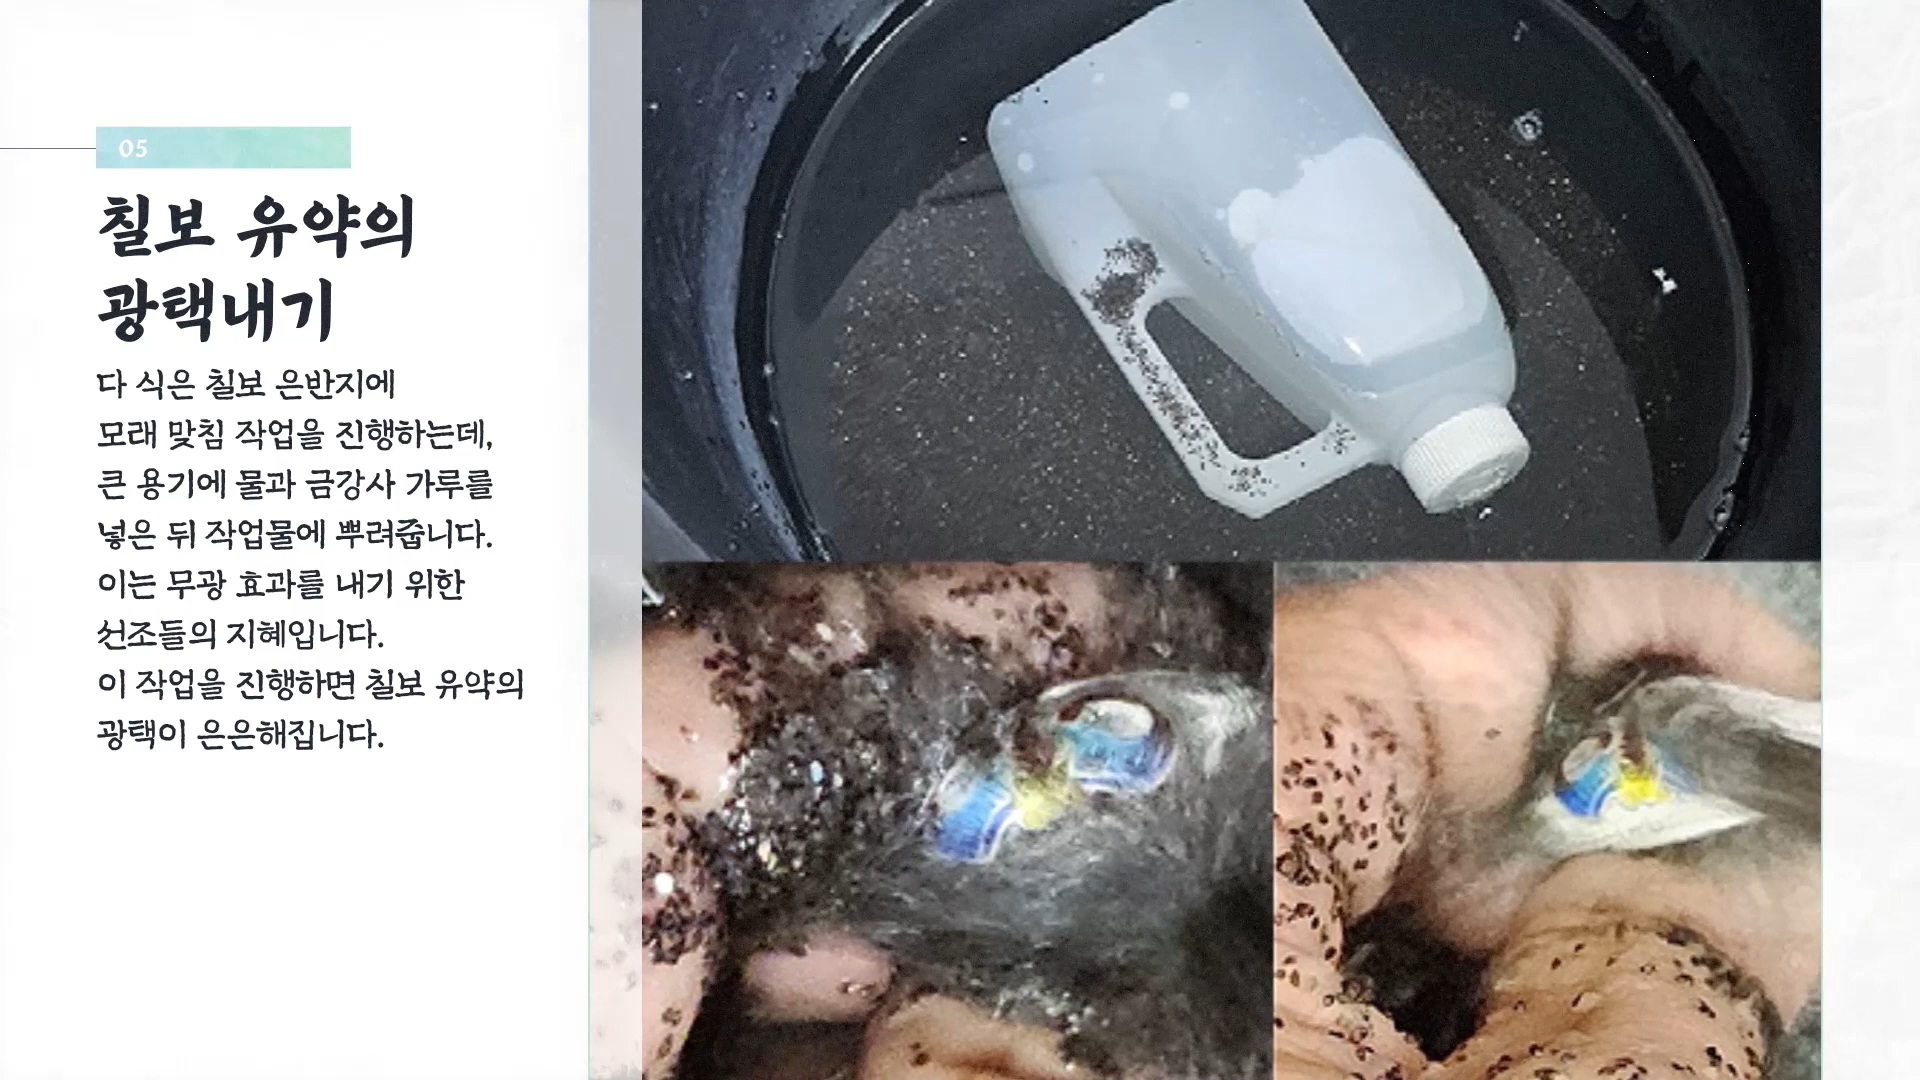 05
칠보 유약의
광택내기
다 식은 칠보 은반지에
모래 맞침 작업을 진행하는데,
큰 용기에 물과 금강사 가루를
넣은 뒤 작업물에 뿌려줍니다.
이는 무광 효과를 내기 위한
선조들의 지혜입니다.
이 작업을 진행하면 칠보 유약의
광택이 은은해집니다.